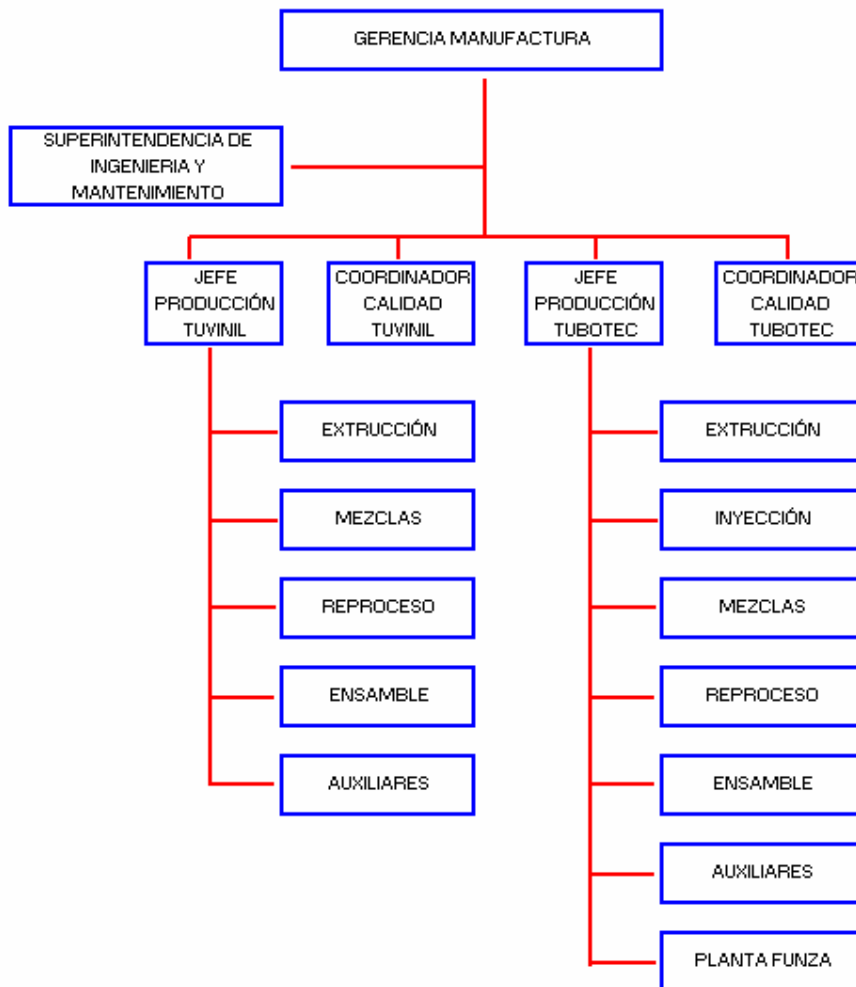 GERENCIA MANUFACTURA
SUPERINTENDENCIA DE
INGENIERIA Y
MANTENIMIENTO
JEFE
PRODUCCIÓN
TUVINIL
COORDINADOR
CALIDAD
TUVINIL
JEFE
PRODUCCIÓN
TUBOTEC
COORDINADOR
CALIDAD
TUBOTEC
EXTRUCCIÓN
MEZCLAS
REPROCESO
ENSAMBLE
AUXILIARES
EXTRUCCIÓN
INYECCIÓN
MEZCLAS
REPROCESO
ENSAMBLE
AUXILIARES
PLANTA FUNZA